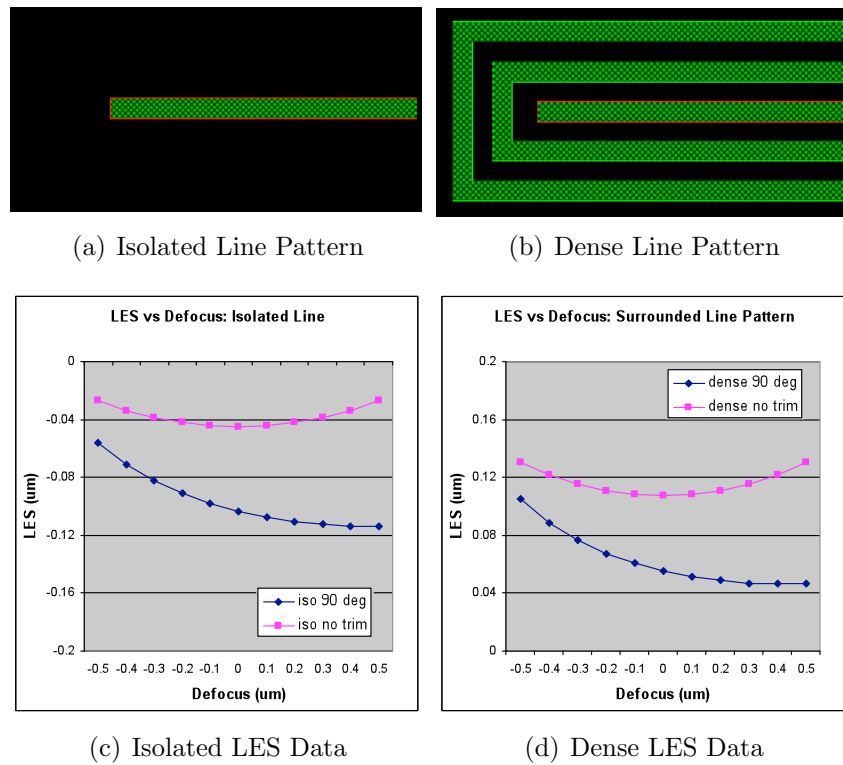 (a) Isolated Line Pattern
(b) Dense Line Pattern
LES vs Defocus: Isolated Line
0
-0.04
-0.08
-0.12
-0.16
-0.2
LES (um)
iso 90 deg
iso no trim
-0.5 -0.4 -0.3 -0.2 -0.1 0 0.1 0.2 0.3 0.4 0.5
Defocus (um)
(c) Isolated LES Data
LES vs Defocus: Surrounded Line Pattern
0.2
0.16
0.12
0.08
0.04
0
LES (um)
dense 90 deg
dense no trim
-0.5 -0.4 -0.3 -0.2 -0.1 0 0.1 0.2 0.3 0.4 0.5
Defocus (um)
(d) Dense LES Data